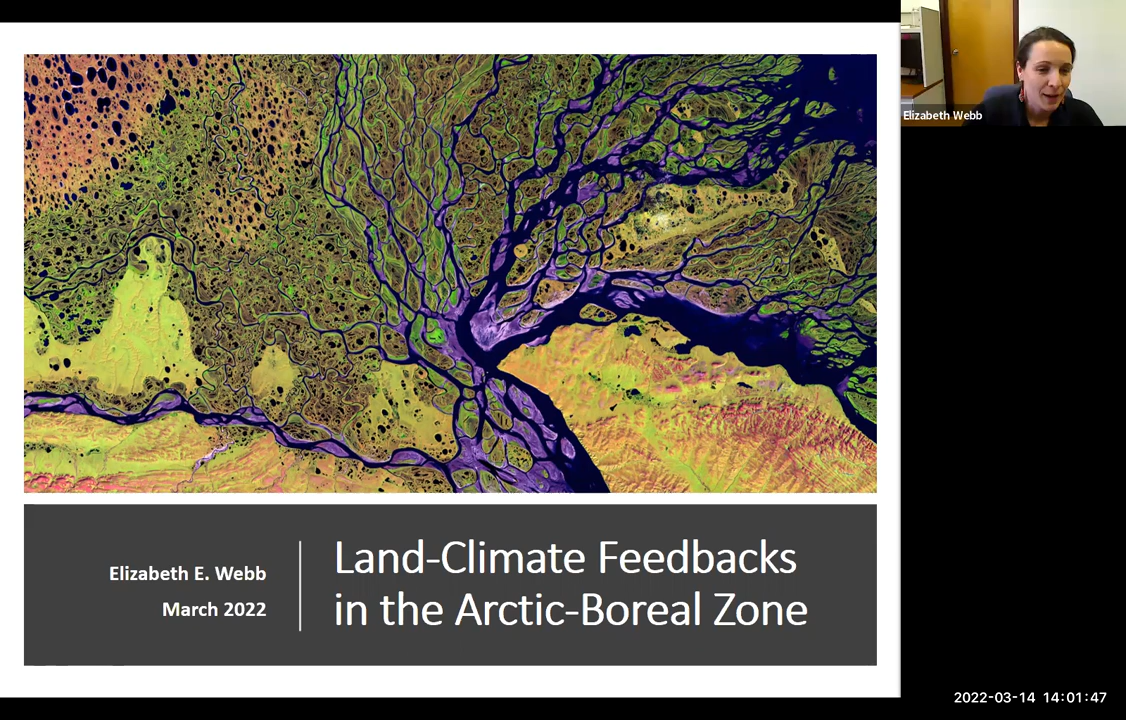 Elizabeth Webb
Elizabeth E. Webb
March 2022
Land-Climate Feedbacks
in the Arctic-Boreal Zone
2022-03-14 14:01:47